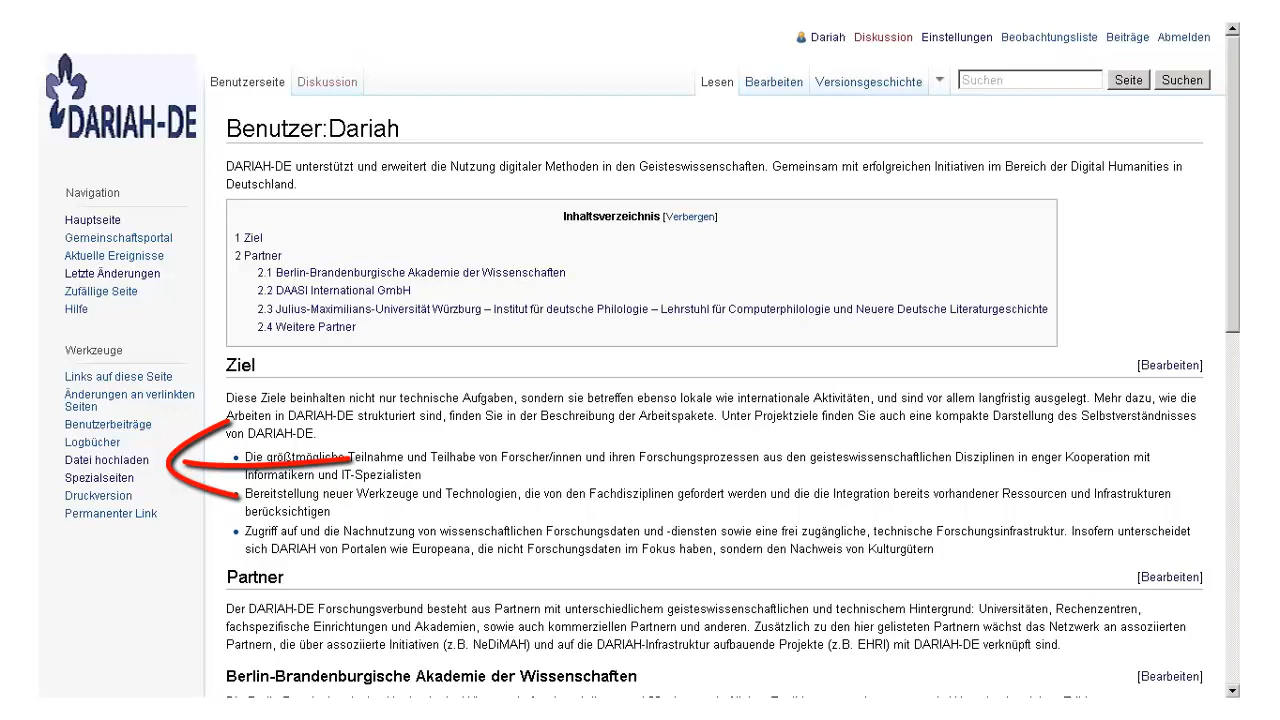 Dariah Diskussion Einstellungen Beobachtungsliste Beiträge Abmelden
DARIAH-DE
Benutzerseite Diskussion Lesen Bearbeiten Versionsgeschichte Suchen Seite Suchen
Benutzer:Dariah
DARIAH-DE unterstützt und erweitert die Nutzung digitaler Methoden in den Geisteswissenschaften. Gemeinsam mit erfolgreichen Initiativen im Bereich der Digital Humanities in
Deutschland.
Navigation
Hauptseite
Gemeinschaftsportal
Aktuelle Ereignisse
Letzte Änderungen
Zufällige Seite
Hilfe
Werkzeuge
Links auf diese Seite
Änderungen an verlinkten
Seiten
Benutzerbeiträge
Logbücher
Datei hochladen
Spezialseiten
Druckversion
Permanenter Link
Inhaltsverzeichnis [Verbergen]
1 Ziel
2 Partner
2.1 Berlin-Brandenburgische Akademie der Wissenschaften
2.2 DAASI International GmbH
2.3 Julius-Maximilians-Universität Würzburg – Institut für deutsche Philologie – Lehrstuhl für Computerphilologie und Neuere Deutsche Literaturgeschichte
2.4 Weitere Partner
Ziel [Bearbeiten]
Diese Ziele beinhalten nicht nur technische Aufgaben, sondern sie betreffen ebenso lokale wie internationale Aktivitäten, und sind vor allem langfristig ausgelegt. Mehr dazu, wie die
Arbeiten in DARIAH-DE strukturiert sind, finden Sie in der Beschreibung der Arbeitspakete. Unter Projektziele finden Sie auch eine kompakte Darstellung des Selbstverständnisses
von DARIAH-DE.
• Die größtmögliche Teilnahme und Teilhabe von Forscher/innen und ihren Forschungsprozessen aus den geisteswissenschaftlichen Disziplinen in enger Kooperation mit
Informatikern und IT-Spezialisten
• Bereitstellung neuer Werkzeuge und Technologien, die von den Fachdisziplinen gefordert werden und die die Integration bereits vorhandener Ressourcen und Infrastrukturen
berücksichtigen
• Zugriff auf und die Nachnutzung von wissenschaftlichen Forschungsdaten und -diensten sowie eine frei zugängliche, technische Forschungsinfrastruktur. Insofern unterscheidet
sich DARIAH von Portalen wie Europeana, die nicht Forschungsdaten im Fokus haben, sondern den Nachweis von Kulturgütern
Partner [Bearbeiten]
Der DARIAH-DE Forschungsverbund besteht aus Partnern mit unterschiedlichem geisteswissenschaftlichen und technischem Hintergrund: Universitäten, Rechenzentren,
fachspezifische Einrichtungen und Akademien, sowie auch kommerziellen Partnern und anderen. Zusätzlich zu den hier gelisteten Partnern wächst das Netzwerk an assoziierten
Partnern, die über assoziierte Initiativen (z.B. NeDiMAH) und auf die DARIAH-Infrastruktur aufbauende Projekte (z.B. EHRI) mit DARIAH-DE verknüpft sind.
Berlin-Brandenburgische Akademie der Wissenschaften [Bearbeiten]